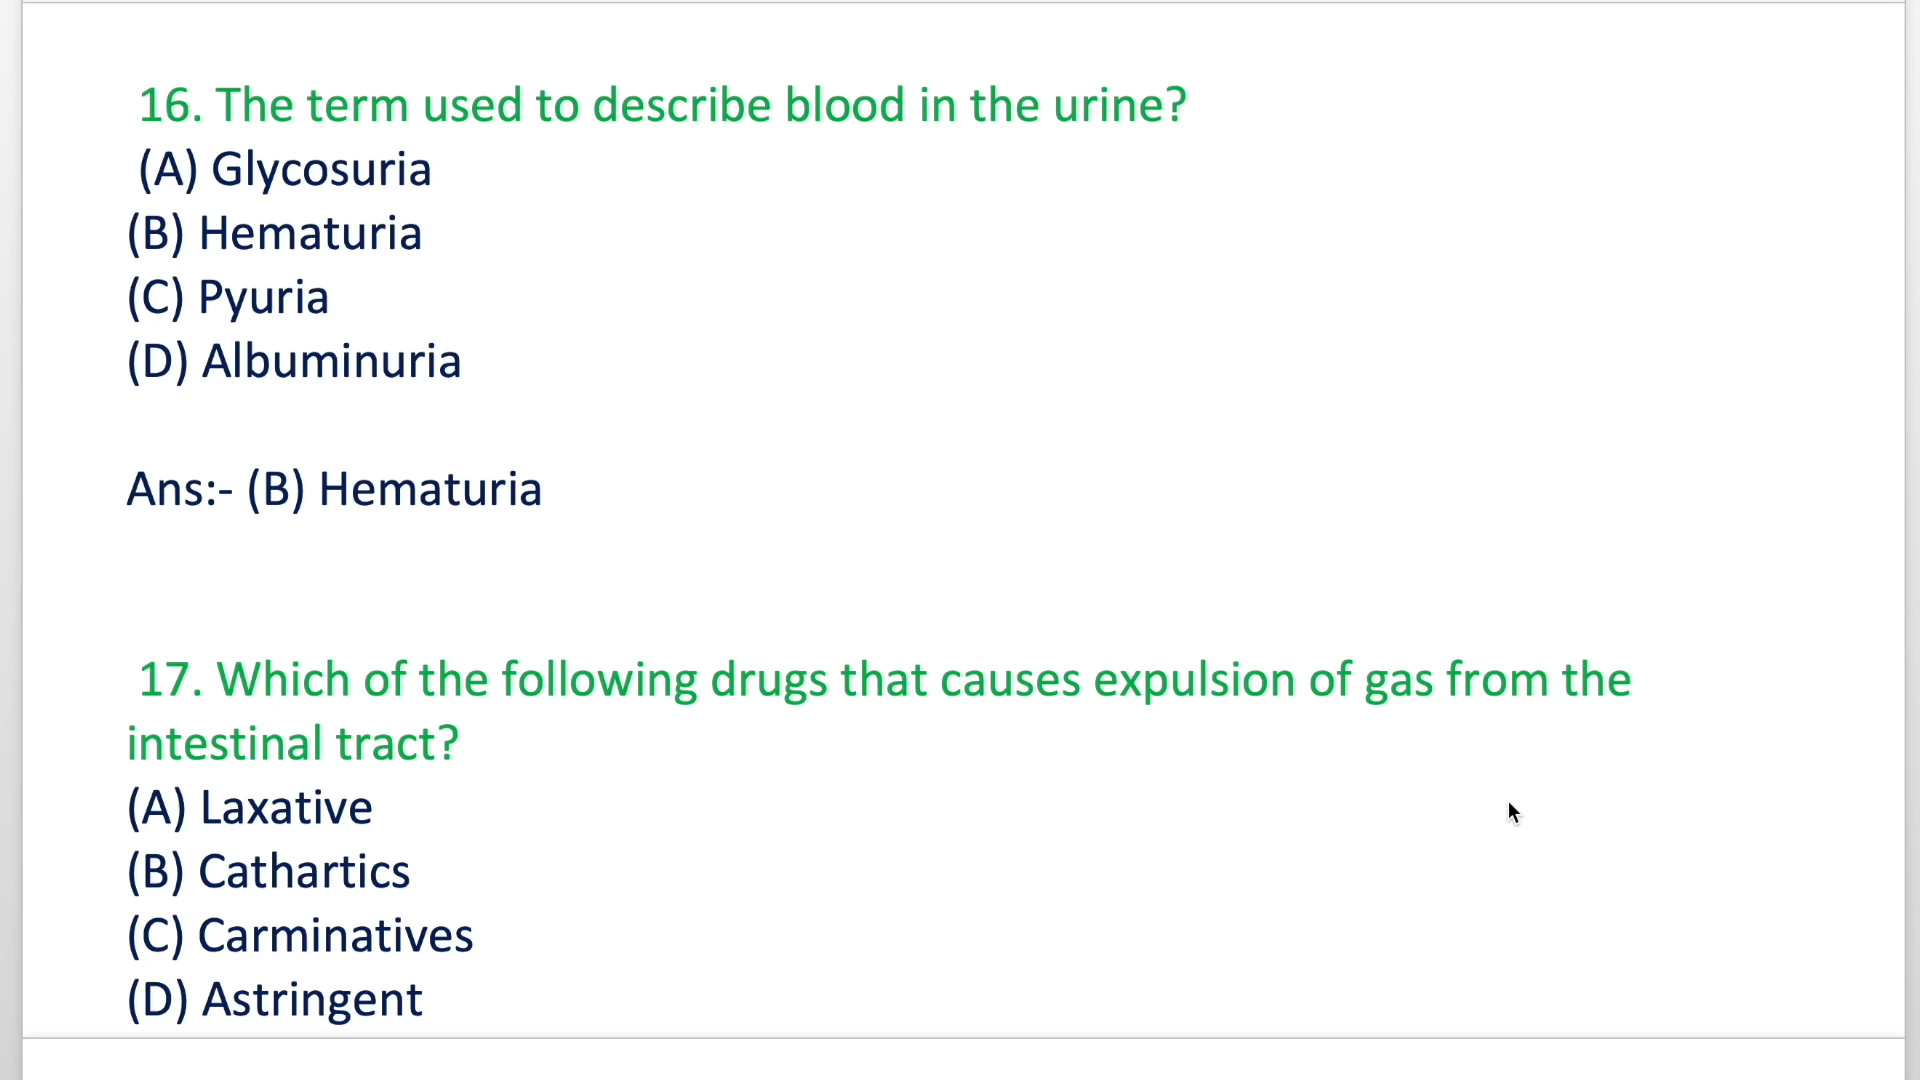 16. The term used to describe blood in the urine?
(A) Glycosuria
(B) Hematuria
(C) Pyuria
(D) Albuminuria
Ans:- (B) Hematuria
17. Which of the following drugs that causes expulsion of gas from the
intestinal tract?
(A) Laxative
(B) Cathartics
(C) Carminatives
(D) Astringent